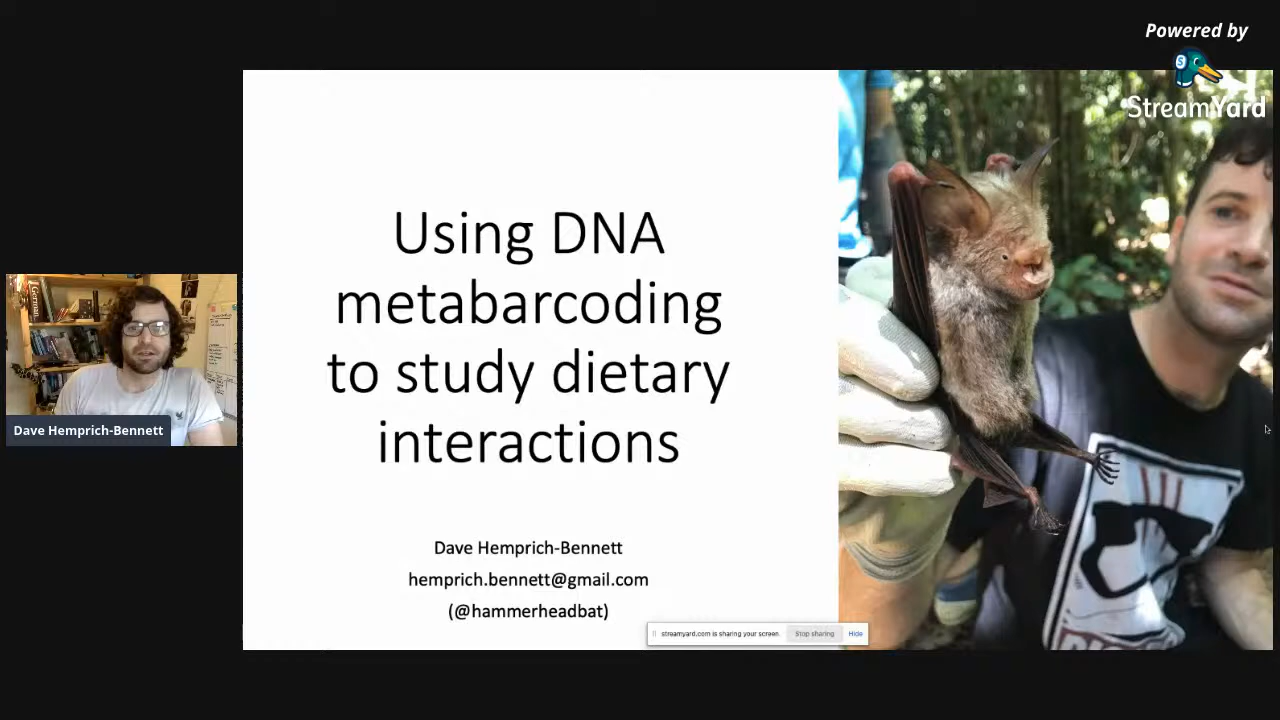 Powered by
StreamYard
Using DNA
metabarcoding
to study dietary
interactions
Dave Hemprich-Bennett
hemprich.bennett@gmail.com
(@hammerheadbat)
Dave Hemprich-Bennett
streamyard.com is sharing your screen.
Stop sharing
Hide
German